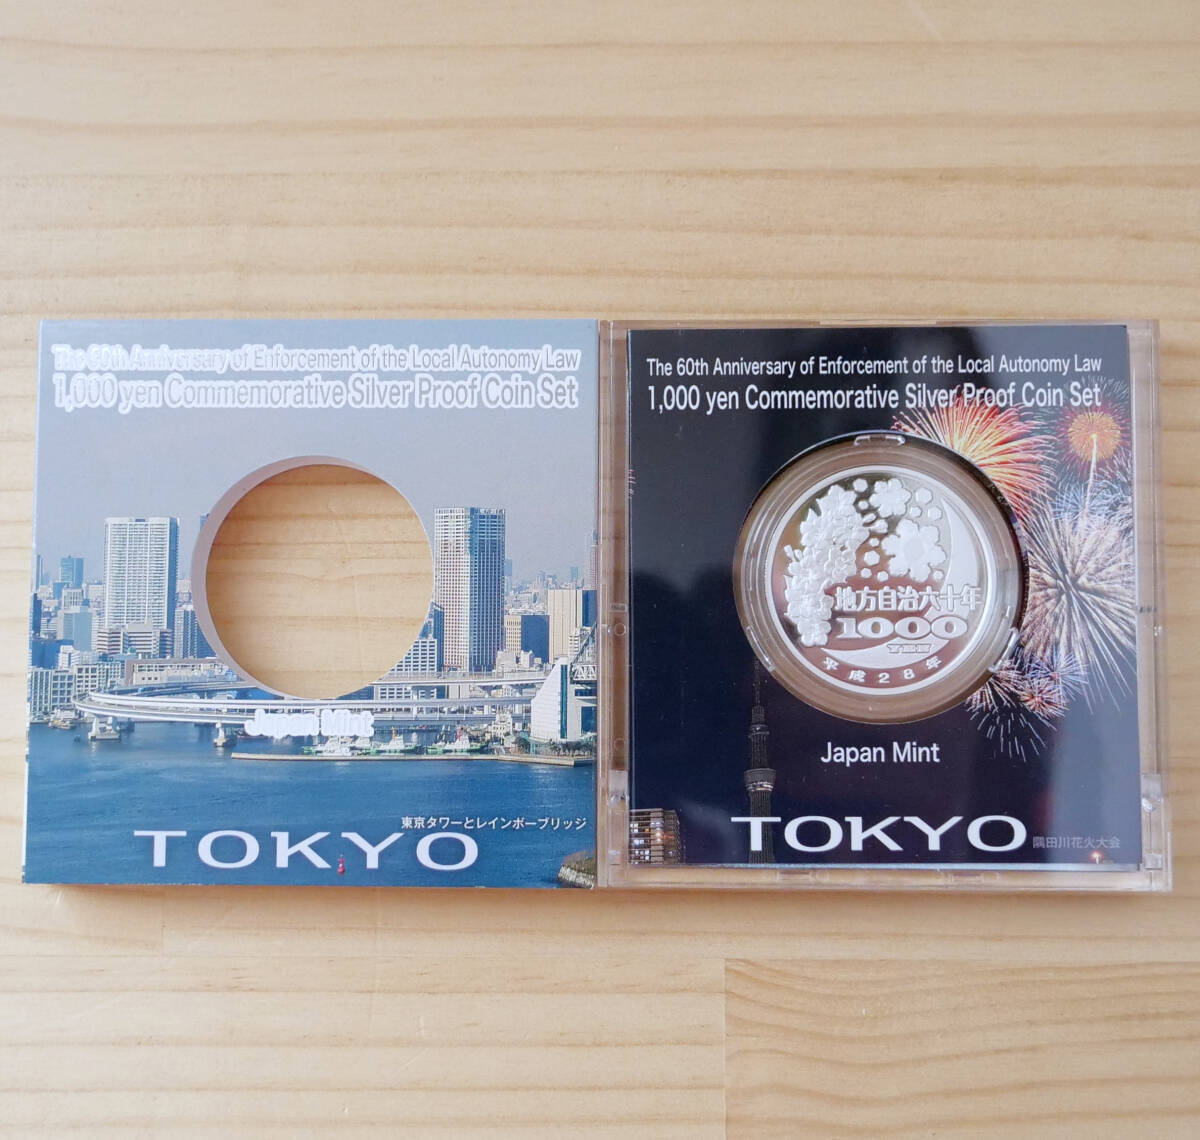 The 60th Anniversary of Enforcement of the Local Autonomy Law
1,000 yen Commemorative Silver Proof Coin Set
Japan Mint
東京タワーとレインボーブリッジ
TOKYO
The 60th Anniversary of Enforcement of the Local Autonomy Law
1,000 yen Commemorative Silver Proof Coin Set
地方自治六十年
1000
YEN
平成28年
Japan Mint
TOKYO
隅田川花火大会